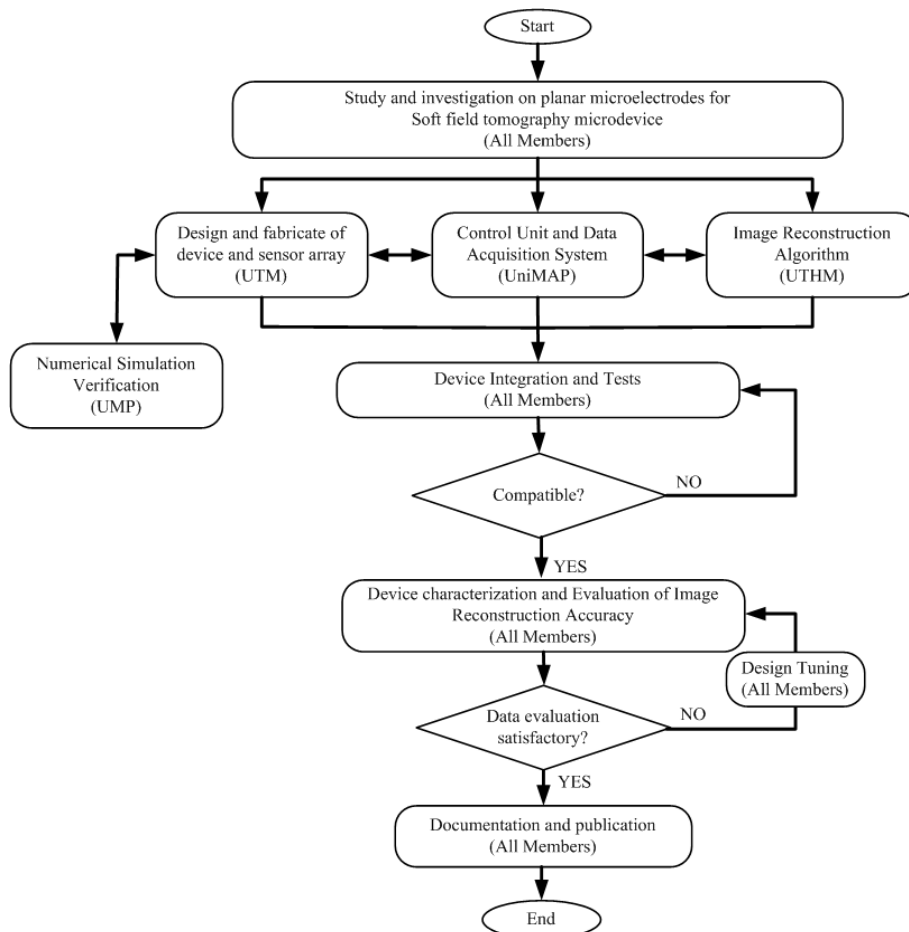 Start
Study and investigation on planar microelectrodes for
Soft field tomography microdevice
(All Members)
Design and fabricate of
device and sensor array
(UTM)
Control Unit and Data
Acquisition System
(UniMAP)
Image Reconstruction
Algorithm
(UTHM)
Numerical Simulation
Verification
(UMP)
Device Integration and Tests
(All Members)
Compatible?
NO
YES
Device characterization and Evaluation of Image
Reconstruction Accuracy
(All Members)
Design Tuning
(All Members)
Data evaluation
satisfactory?
NO
YES
Documentation and publication
(All Members)
End